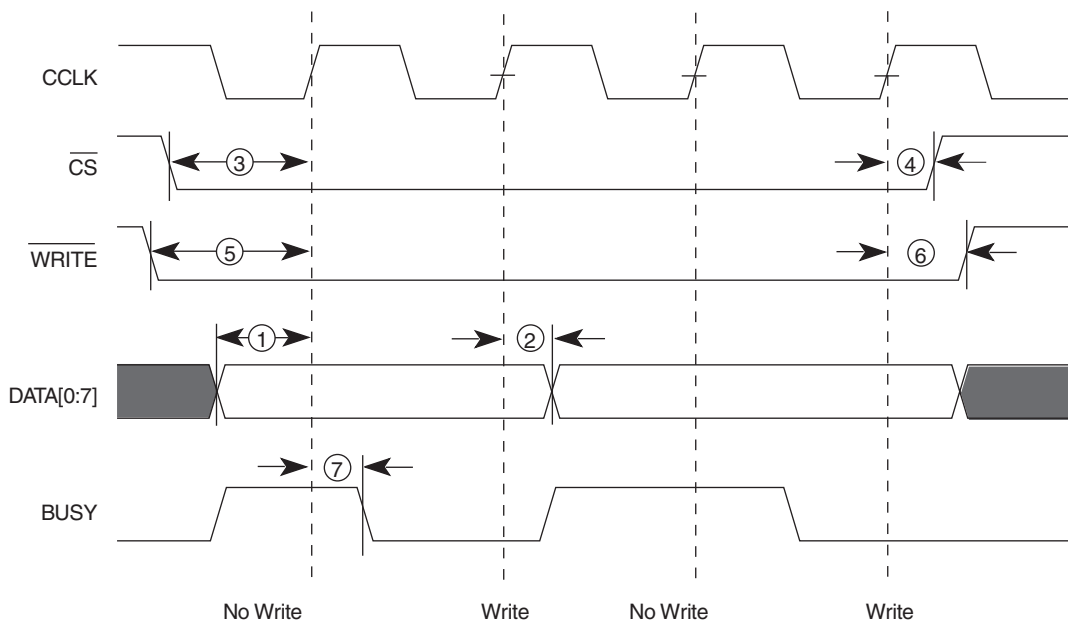 CCLK
CS
3
4
WRITE
5
6
1
2
DATA[0:7]
7
BUSY
No Write Write No Write Write